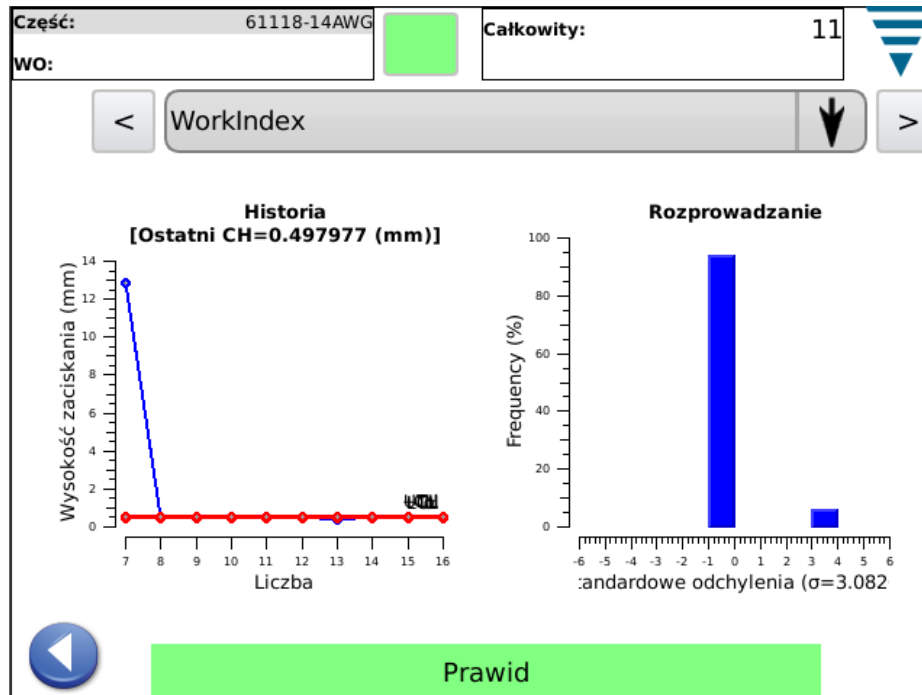 Część: 61118-14AWG
WO:
Całkowity: 11
< WorkIndex >
Historia
[Ostatni CH=0.497977 (mm)]
Wysokość zaciskania (mm)
14
12
10
8
6
4
2
0
7 8 9 10 11 12 13 14 15 16
Liczba
Rozprowadzanie
Frequency (%)
100
80
60
40
20
0
-6 -5 -4 -3 -2 -1 0 1 2 3 4 5 6
tandardowe odchylenia (σ=3.082
Prawid